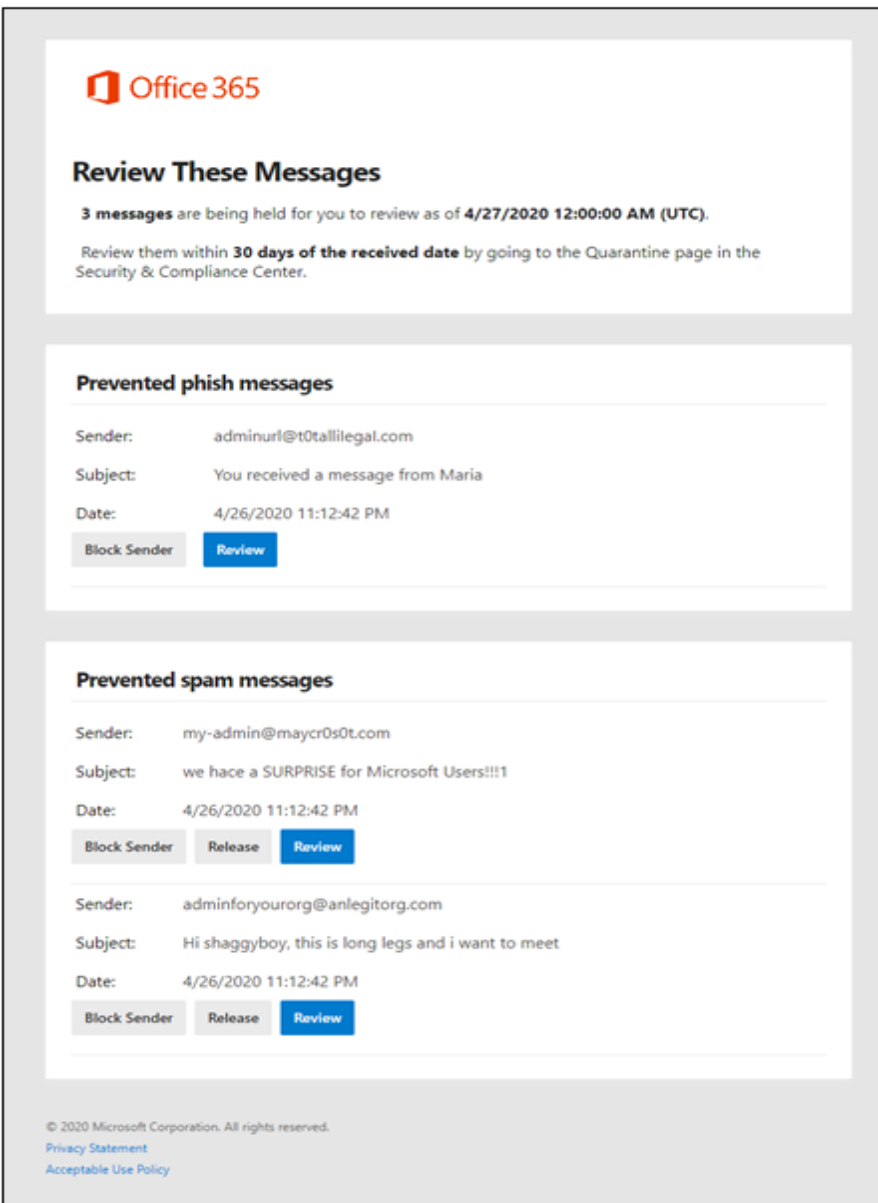 Office 365
Review These Messages
3 messages are being held for you to review as of 4/27/2020 12:00:00 AM (UTC).
Review them within 30 days of the received date by going to the Quarantine page in the
Security & Compliance Center.
Prevented phish messages
Sender: adminurl@t0tallilegal.com
Subject: You received a message from Maria
Date: 4/26/2020 11:12:42 PM
Block Sender Review
Prevented spam messages
Sender: my-admin@maycr0s0t.com
Subject: we hace a SURPRISE for Microsoft Users!!!1
Date: 4/26/2020 11:12:42 PM
Block Sender Release Review
Sender: adminforyourorg@anlegitorg.com
Subject: Hi shaggyboy, this is long legs and i want to meet
Date: 4/26/2020 11:12:42 PM
Block Sender Release Review
© 2020 Microsoft Corporation. All rights reserved.
Privacy Statement
Acceptable Use Policy